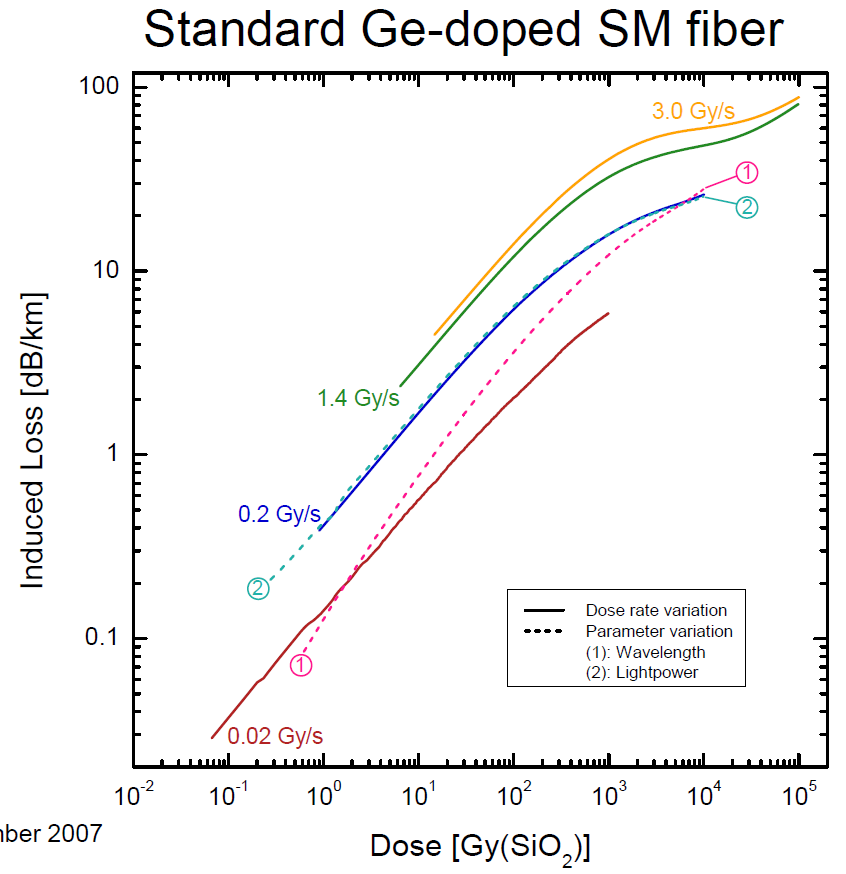 Standard Ge-doped SM fiber
100
10
1
0.1
Induced Loss [dB/km]
3.0 Gy/s
1.4 Gy/s
0.2 Gy/s
0.02 Gy/s
1
2
2
1
Dose rate variation
Parameter variation
(1): Wavelength
(2): Lightpower
10⁻² 10⁻¹ 10⁰ 10¹ 10² 10³ 10⁴ 10⁵
Dose [Gy(SiO₂)]
mber 2007